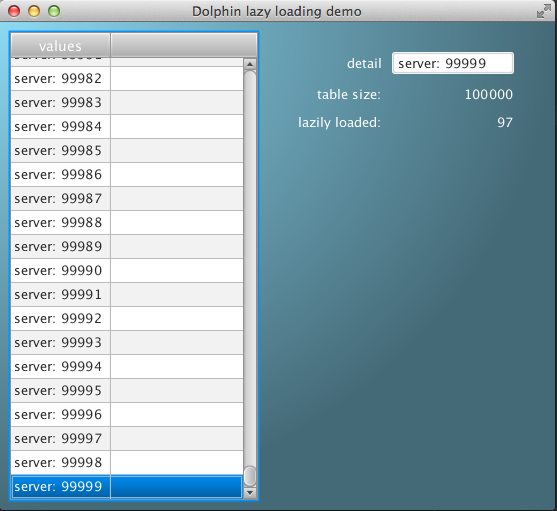 Dolphin lazy loading demo
values
server: 99982
server: 99983
server: 99984
server: 99985
server: 99986
server: 99987
server: 99988
server: 99989
server: 99990
server: 99991
server: 99992
server: 99993
server: 99994
server: 99995
server: 99996
server: 99997
server: 99998
server: 99999
detail server: 99999
table size: 100000
lazily loaded: 97